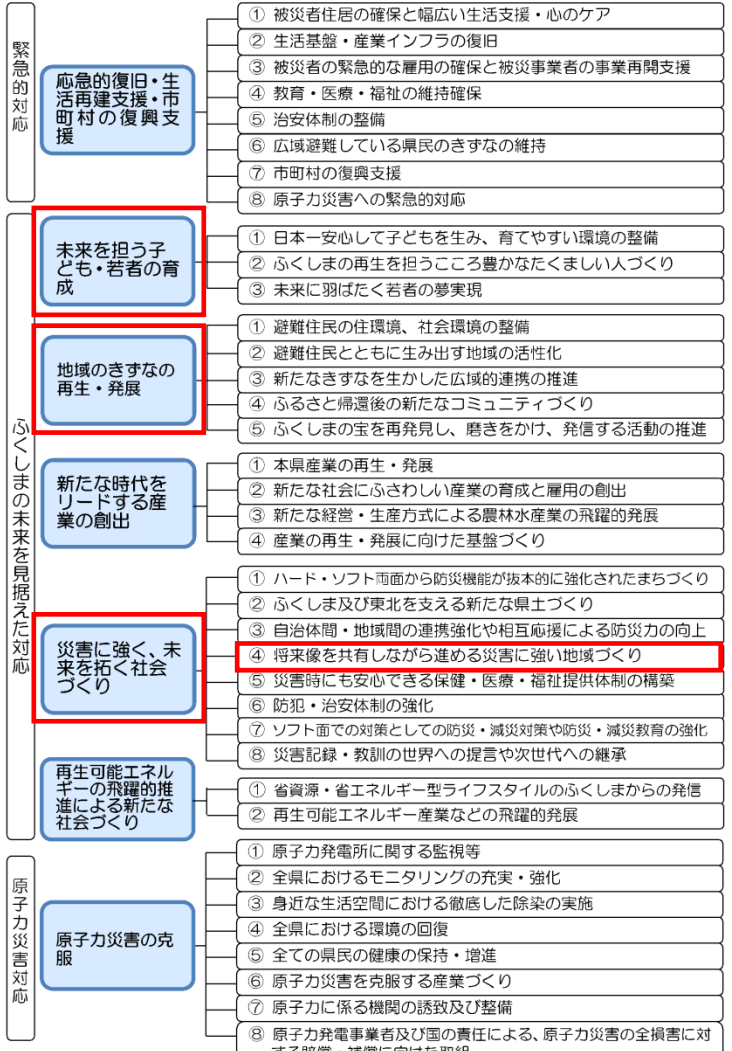 緊急的対応
応急的復旧・生
活再建支援・市
町村の復興支
援
① 被災者住居の確保と幅広い生活支援・心のケア
② 生活基盤・産業インフラの復旧
③ 被災者の緊急的な雇用の確保と被災事業者の事業再開支援
④ 教育・医療・福祉の維持確保
⑤ 治安体制の整備
⑥ 広域避難している県民のきずなの維持
⑦ 市町村の復興支援
⑧ 原子力災害への緊急的対応
ふくしまの未来を見据えた対応
未来を担う子
ども・若者の育
成
① 日本一安心して子どもを生み、育てやすい環境の整備
② ふくしまの再生を担うこころ豊かなたくましい人づくり
③ 未来に羽ばたく若者の夢実現
地域のきずなの
再生・発展
① 避難住民の住環境、社会環境の整備
② 避難住民とともに生み出す地域の活性化
③ 新たなきずなを生かした広域的連携の推進
④ ふるさと帰還後の新たなコミュニティづくり
⑤ ふくしまの宝を再発見し、磨きをかけ、発信する活動の推進
新たな時代を
リードする産
業の創出
① 本県産業の再生・発展
② 新たな社会にふさわしい産業の育成と雇用の創出
③ 新たな経営・生産方式による農林水産業の飛躍的発展
④ 産業の再生・発展に向けた基盤づくり
災害に強く、未
来を拓く社会
づくり
① ハード・ソフト両面から防災機能が抜本的に強化されたまちづくり
② ふくしま及び東北を支える新たな県土づくり
③ 自治体間・地域間の連携強化や相互応援による防災力の向上
④ 将来像を共有しながら進める災害に強い地域づくり
⑤ 災害時にも安心できる保健・医療・福祉提供体制の構築
⑥ 防犯・治安体制の強化
⑦ ソフト面での対策としての防災・減災対策や防災・減災教育の強化
⑧ 災害記録・教訓の世界への提言や次世代への継承
再生可能エネル
ギーの飛躍的推
進による新たな
社会づくり
① 省資源・省エネルギー型ライフスタイルのふくしまからの発信
② 再生可能エネルギー産業などの飛躍的発展
原子力災害対応
原子力災害の克
服
① 原子力発電所に関する監視等
② 全県におけるモニタリングの充実・強化
③ 身近な生活空間における徹底した除染の実施
④ 全県における環境の回復
⑤ 全ての県民の健康の保持・増進
⑥ 原子力災害を克服する産業づくり
⑦ 原子力に係る機関の誘致及び整備
⑧ 原子力発電事業者及び国の責任による、原子力災害の全損害に対
する賠償・補償に向けた取組